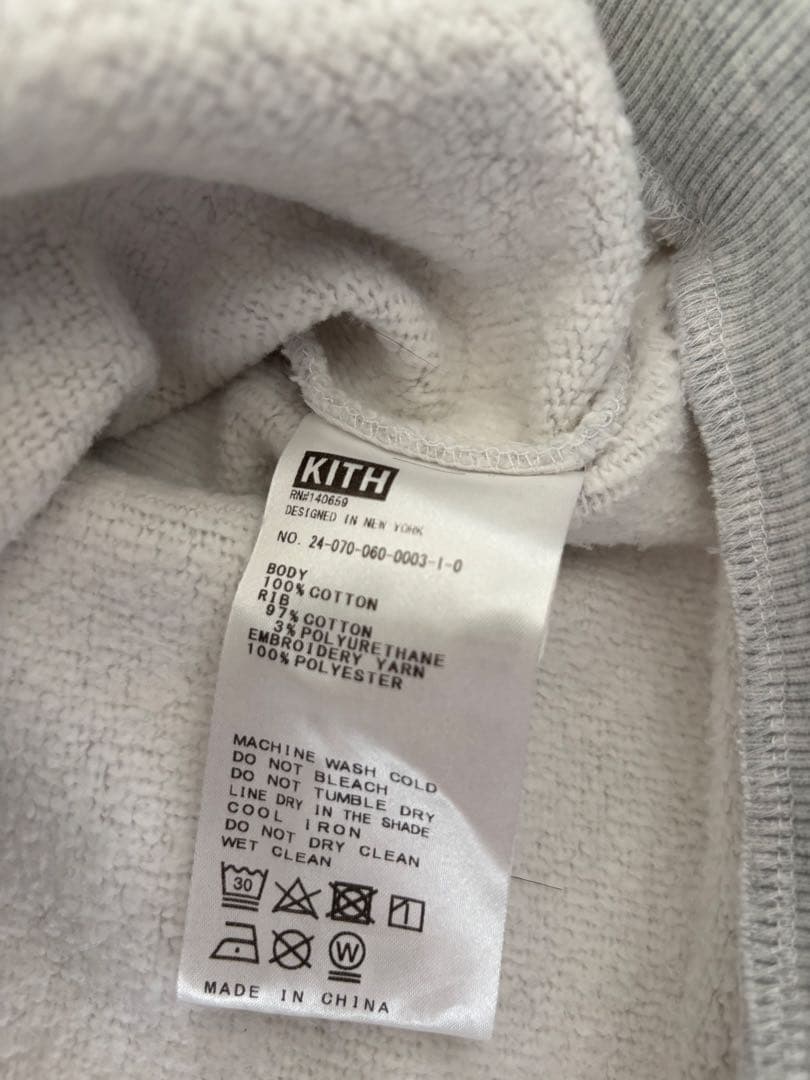 KITH
RN#140659
DESIGNED IN NEW YORK
NO. 24-070-060-0003-1-0
BODY
100% COTTON
RIB
97% COTTON
3% POLYURETHANE
EMBROIDERY YARN
100% POLYESTER
MACHINE WASH COLD
DO NOT BLEACH
DO NOT TUMBLE DRY
LINE DRY IN THE SHADE
COOL IRON
DO NOT DRY CLEAN
WET CLEAN
30
W
MADE IN CHINA